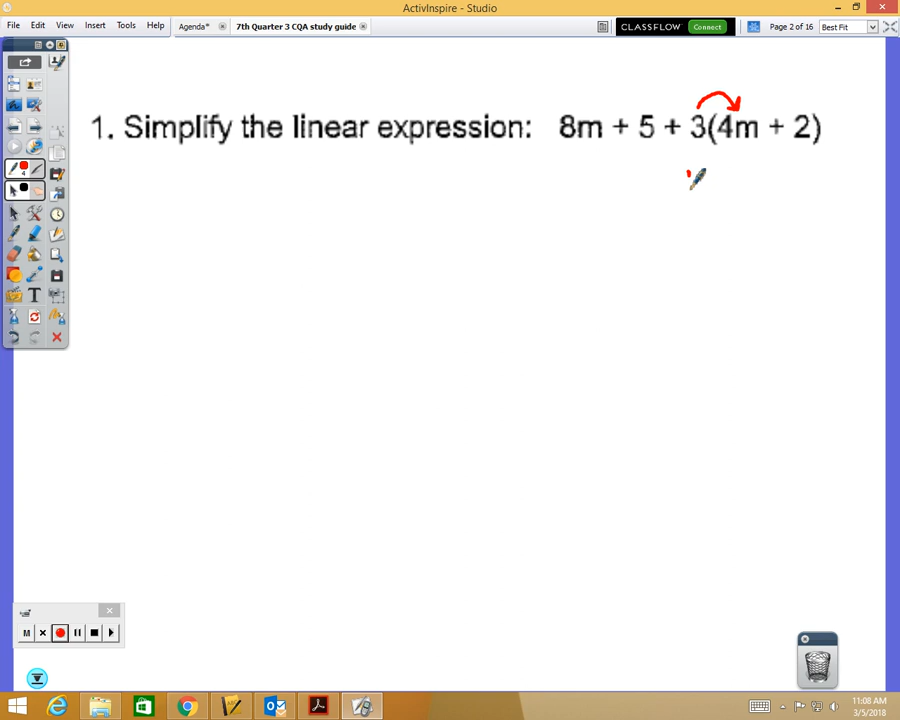 ActivInspire - Studio
File Edit View Insert Tools Help Agenda* 7th Quarter 3 CQA study guide CLASSFLOW Connect Page 2 of 16 Best Fit
1. Simplify the linear expression: 8m + 5 + 3(4m + 2)
4
T
M
11:08 AM
3/5/2018